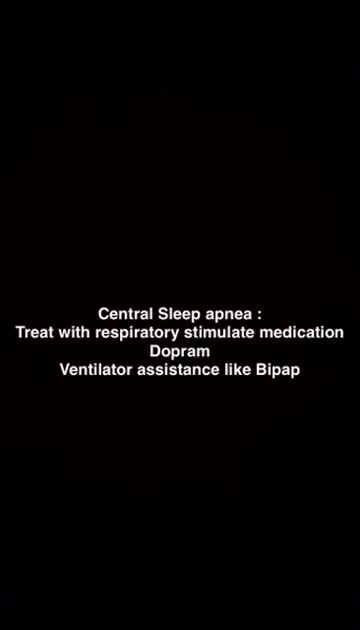 Central Sleep apnea :
Treat with respiratory stimulate medication
Dopram
Ventilator assistance like Bipap